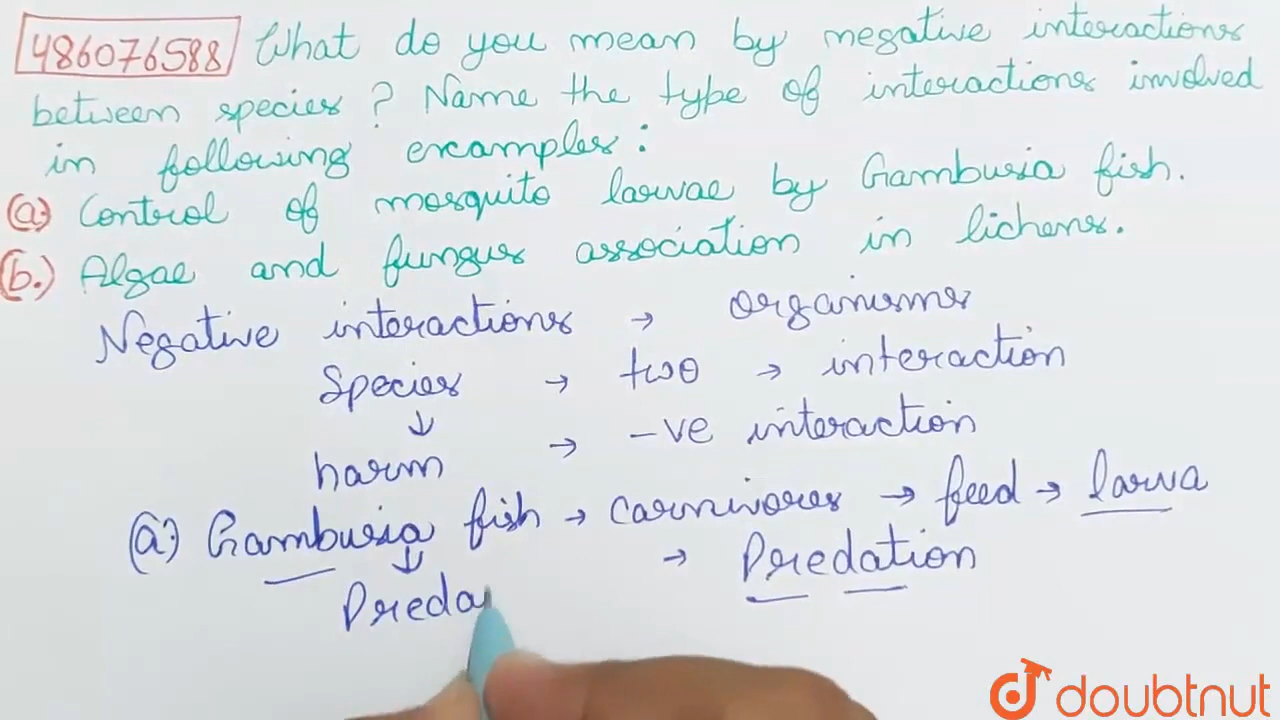 486076588 What do you mean by negative interactions
between species? Name the type of interactions involved
in following examples:
(a) Control of mosquito larvae by Gambusia fish.
(b.) Algae and fungus association in lichens.
Negative interactions → organisms
Species → two → interaction
↓
harm → -ve interaction
(a) Gambusia fish → carnivores → feed → larva
↓ → Predation
Preda
doubtnut